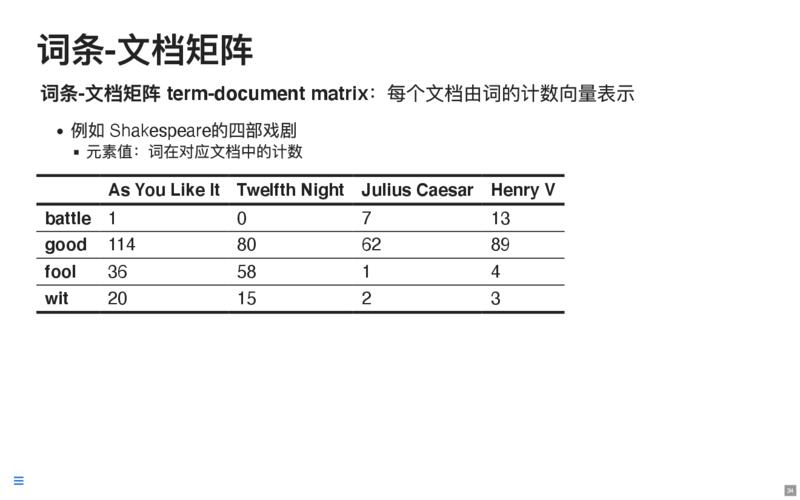 词条-文档矩阵
词条-文档矩阵 term-document matrix：每个文档由词的计数向量表示
• 例如 Shakespeare的四部戏剧
▪ 元素值：词在对应文档中的计数
As You Like It Twelfth Night Julius Caesar Henry V
battle 1 0 7 13
good 114 80 62 89
fool 36 58 1 4
wit 20 15 2 3
34